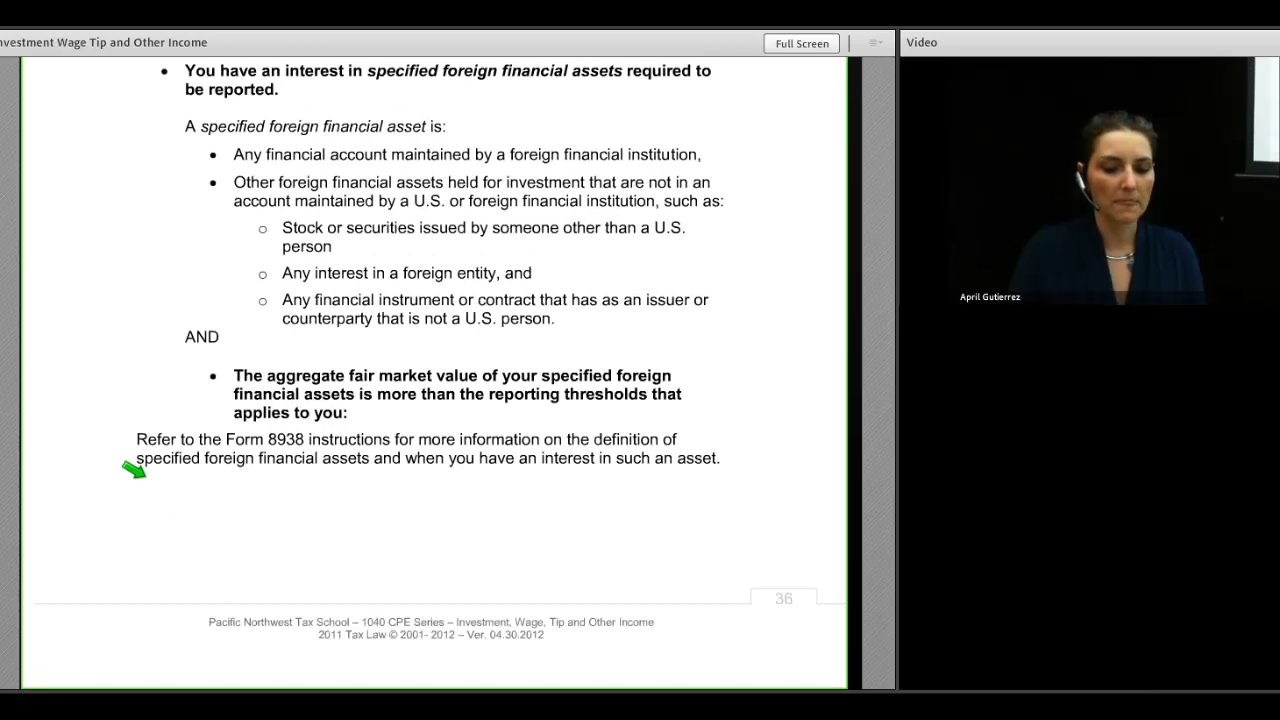 nvestment Wage Tip and Other Income
Full Screen
Video
• You have an interest in specified foreign financial assets required to
be reported.
A specified foreign financial asset is:
• Any financial account maintained by a foreign financial institution,
• Other foreign financial assets held for investment that are not in an
account maintained by a U.S. or foreign financial institution, such as:
o Stock or securities issued by someone other than a U.S.
person
o Any interest in a foreign entity, and
o Any financial instrument or contract that has as an issuer or
counterparty that is not a U.S. person.
AND
• The aggregate fair market value of your specified foreign
financial assets is more than the reporting thresholds that
applies to you:
Refer to the Form 8938 instructions for more information on the definition of
specified foreign financial assets and when you have an interest in such an asset.
36
Pacific Northwest Tax School – 1040 CPE Series – Investment, Wage, Tip and Other Income
2011 Tax Law © 2001- 2012 – Ver. 04.30.2012
April Gutierrez